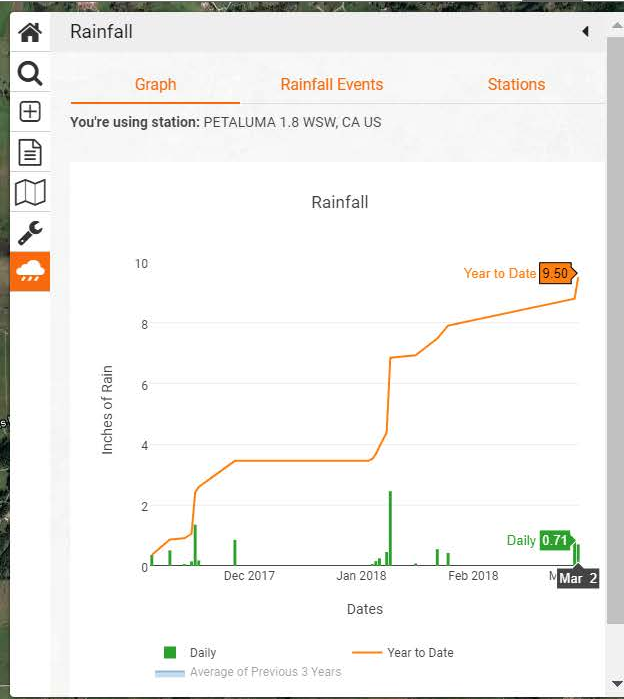 Rainfall
Graph Rainfall Events Stations
You're using station: PETALUMA 1.8 WSW, CA US
Rainfall
10
Year to Date 9.50
8
Inches of Rain
6
4
2
Daily 0.71
0
Dec 2017 Jan 2018 Feb 2018 M
Mar 2
Dates
Daily Year to Date
Average of Previous 3 Years